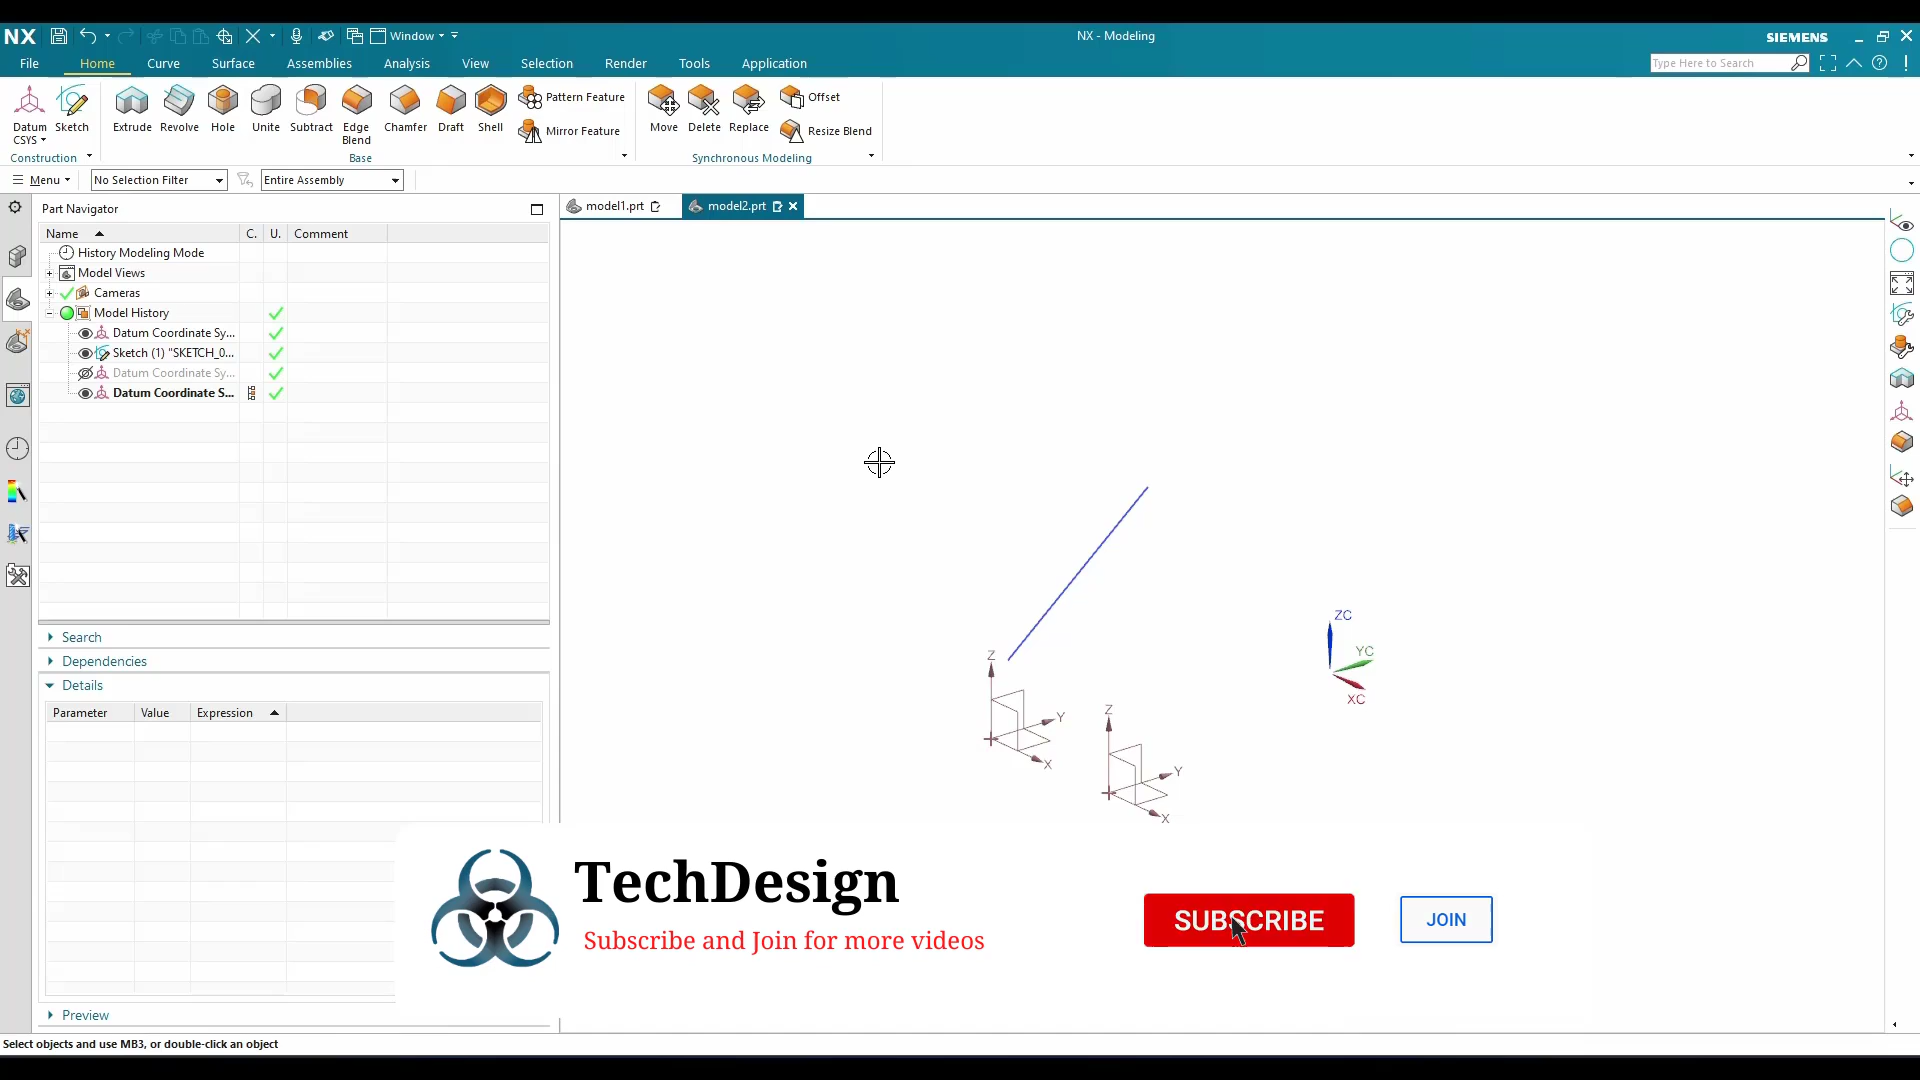 NX
Window
NX - Modeling
SIEMENS
File
Home
Curve
Surface
Assemblies
Analysis
View
Selection
Render
Tools
Application
Type Here to Search
Datum CSYS
Sketch
Extrude
Revolve
Hole
Unite
Subtract
Edge Blend
Chamfer
Draft
Shell
Pattern Feature
Mirror Feature
Move
Delete
Replace
Offset
Resize Blend
Construction
Base
Synchronous Modeling
Menu
No Selection Filter
Entire Assembly
Part Navigator
model1.prt
model2.prt
Name
C.
U.
Comment
History Modeling Mode
Model Views
Cameras
Model History
Datum Coordinate Sy...
Sketch (1) "SKETCH_0...
Datum Coordinate Sy...
Datum Coordinate S...
Search
Dependencies
Details
Parameter
Value
Expression
Preview
ZC
YC
XC
Z
Y
X
Z
Y
X
TechDesign
Subscribe and Join for more videos
SUBSCRIBE
JOIN
Select objects and use MB3, or double-click an object